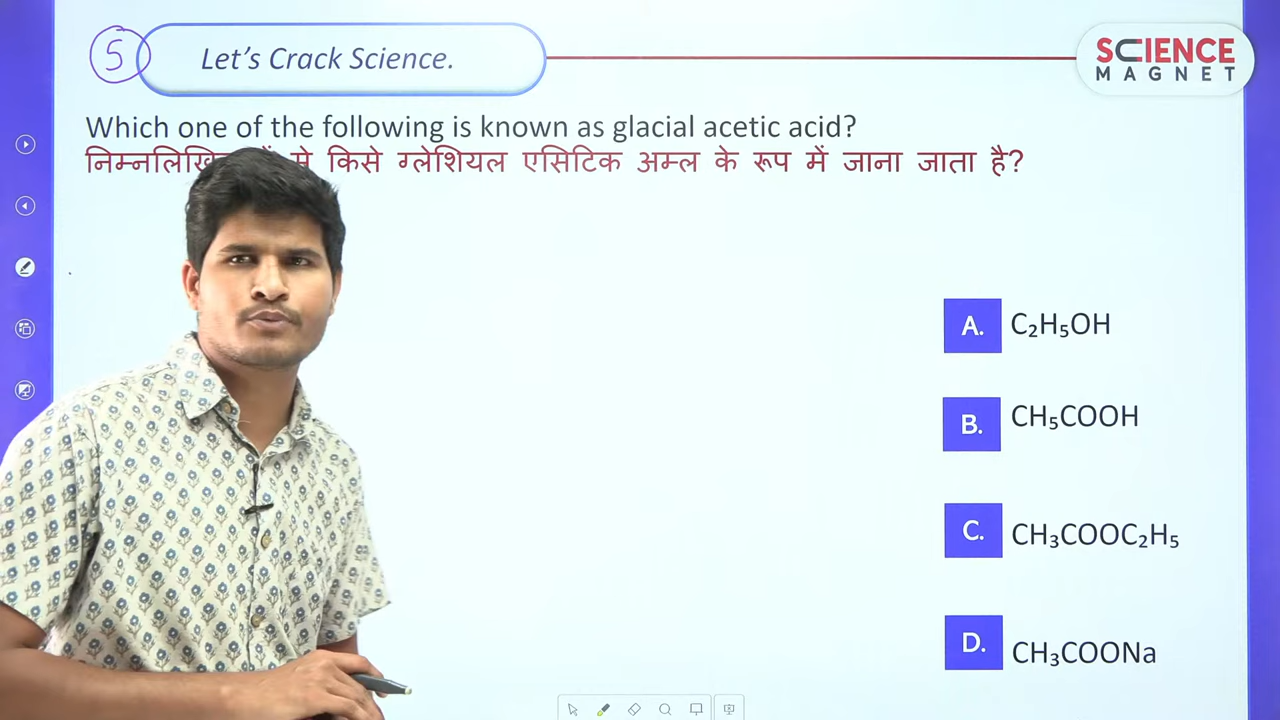 5
Let's Crack Science.
SCIENCE
MAGNET
Which one of the following is known as glacial acetic acid?
से किसे ग्लेशियल एसिटिक अम्ल के रूप में जाना जाता है?
A. C₂H₅OH
B. CH₅COOH
C. CH₃COOC₂H₅
D. CH₃COONa